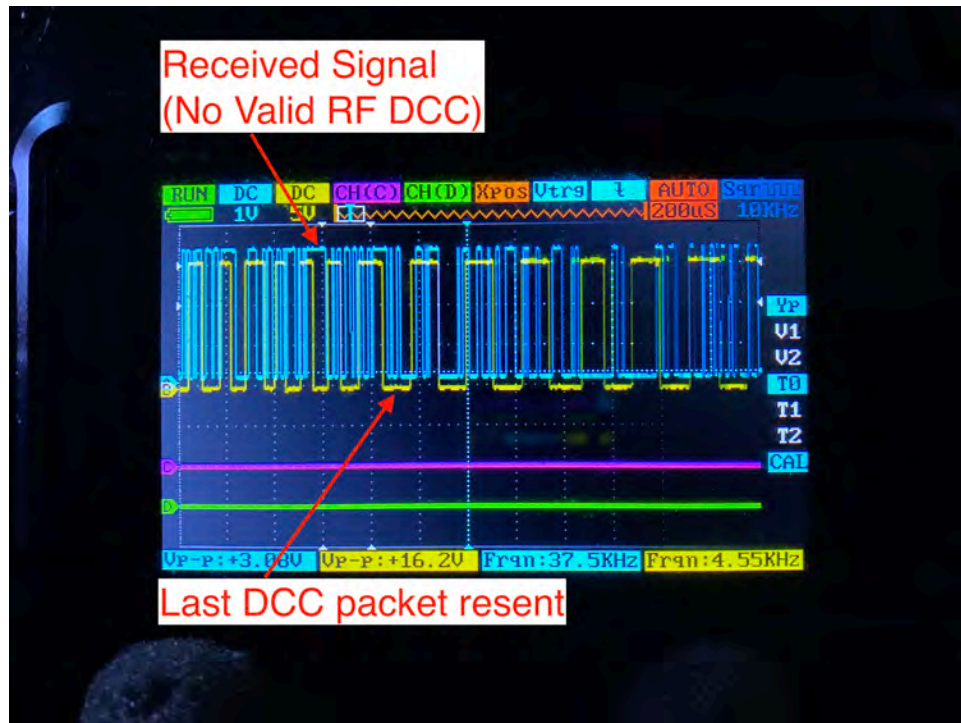 Received Signal
(No Valid RF DCC)
RUN DC DC CH(C) CH(D) Xpos Vtrg AUTO Sqr
1V 5V 200uS 10KHz
Yp
V1
V2
B T0
T1
T2
C CAL
D
Vp-p:+3.08V Vp-p:+16.2V Frqn:37.5KHz Frqn:4.55KHz
Last DCC packet resent